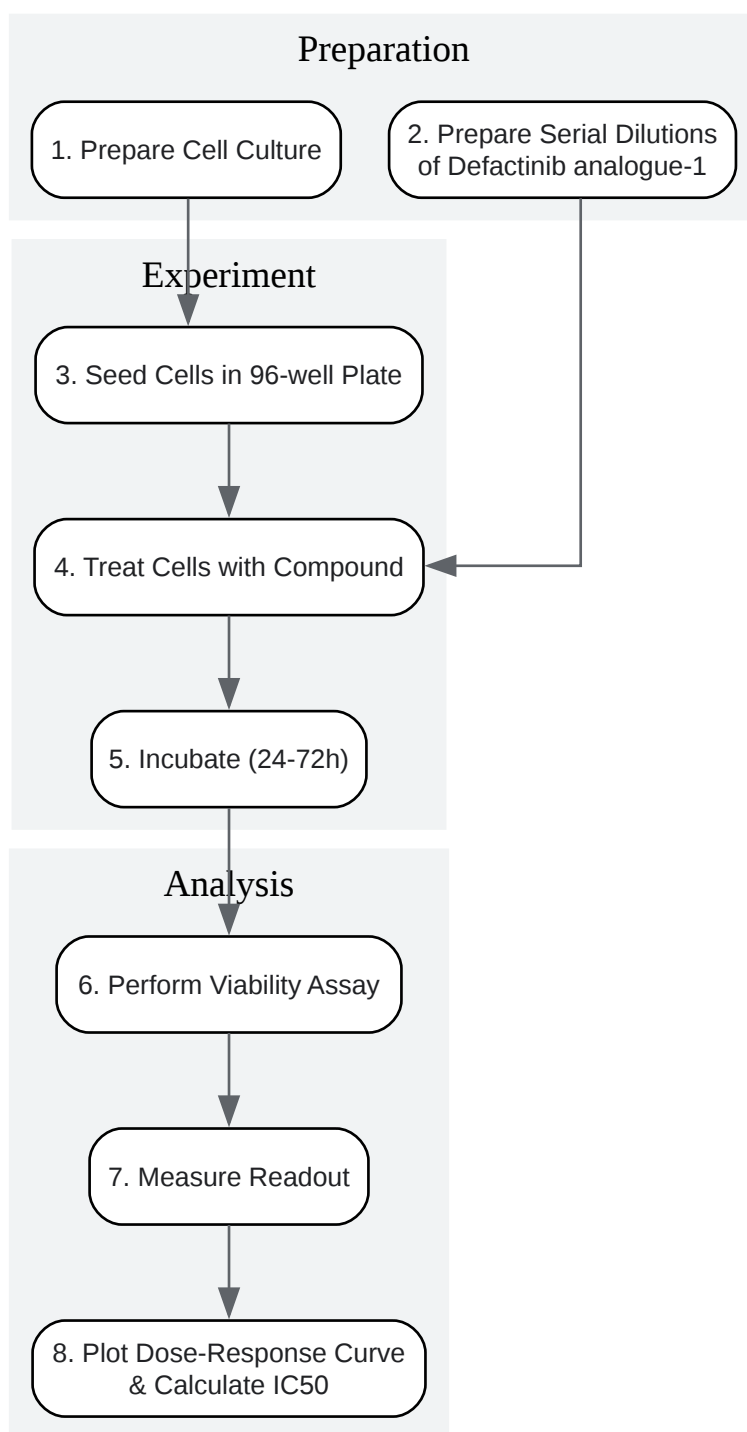 Preparation
1. Prepare Cell Culture
2. Prepare Serial Dilutions
of Defactinib analogue-1
Experiment
3. Seed Cells in 96-well Plate
4. Treat Cells with Compound
5. Incubate (24-72h)
Analysis
6. Perform Viability Assay
7. Measure Readout
8. Plot Dose-Response Curve
& Calculate IC50